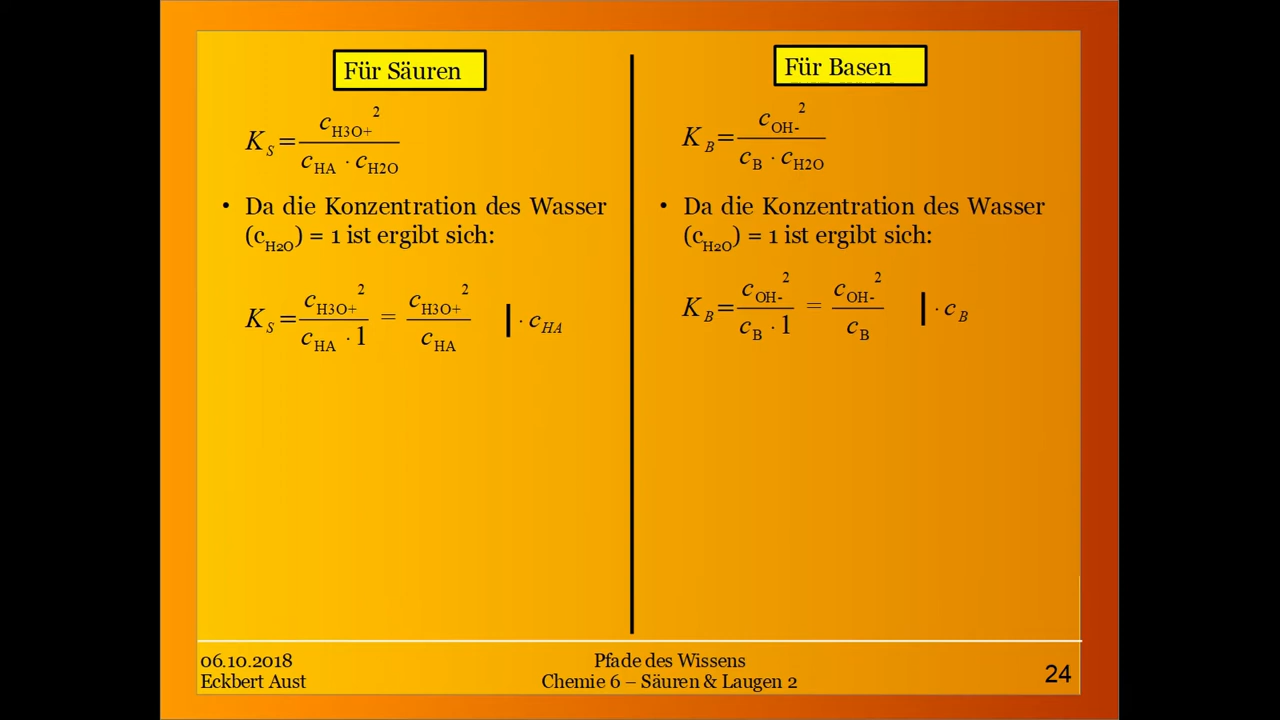 Für Säuren
K_S = c_H3O+² / (c_HA · c_H2O)
• Da die Konzentration des Wasser
(c_H2O) = 1 ist ergibt sich:
K_S = c_H3O+² / (c_HA · 1) = c_H3O+² / c_HA | · c_HA
Für Basen
K_B = c_OH-² / (c_B · c_H2O)
• Da die Konzentration des Wasser
(c_H2O) = 1 ist ergibt sich:
K_B = c_OH-² / (c_B · 1) = c_OH-² / c_B | · c_B
06.10.2018
Eckbert Aust
Pfade des Wissens
Chemie 6 – Säuren & Laugen 2
24